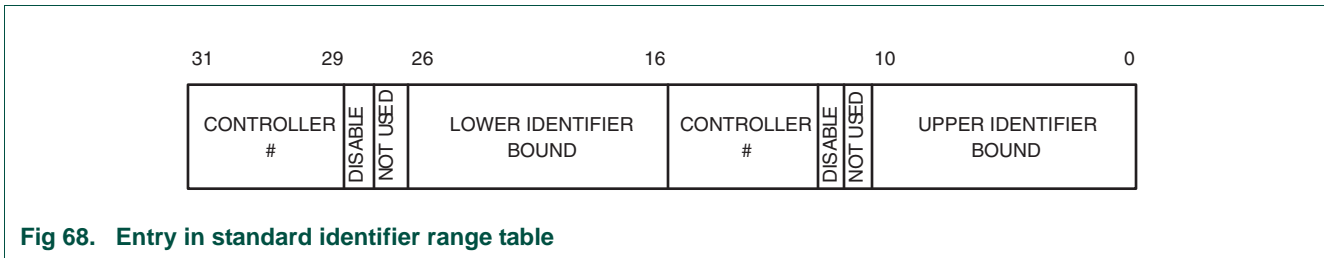 31 29 26 16 10 0
CONTROLLER # DISABLE NOT USED LOWER IDENTIFIER BOUND CONTROLLER # DISABLE NOT USED UPPER IDENTIFIER BOUND
Fig 68. Entry in standard identifier range table